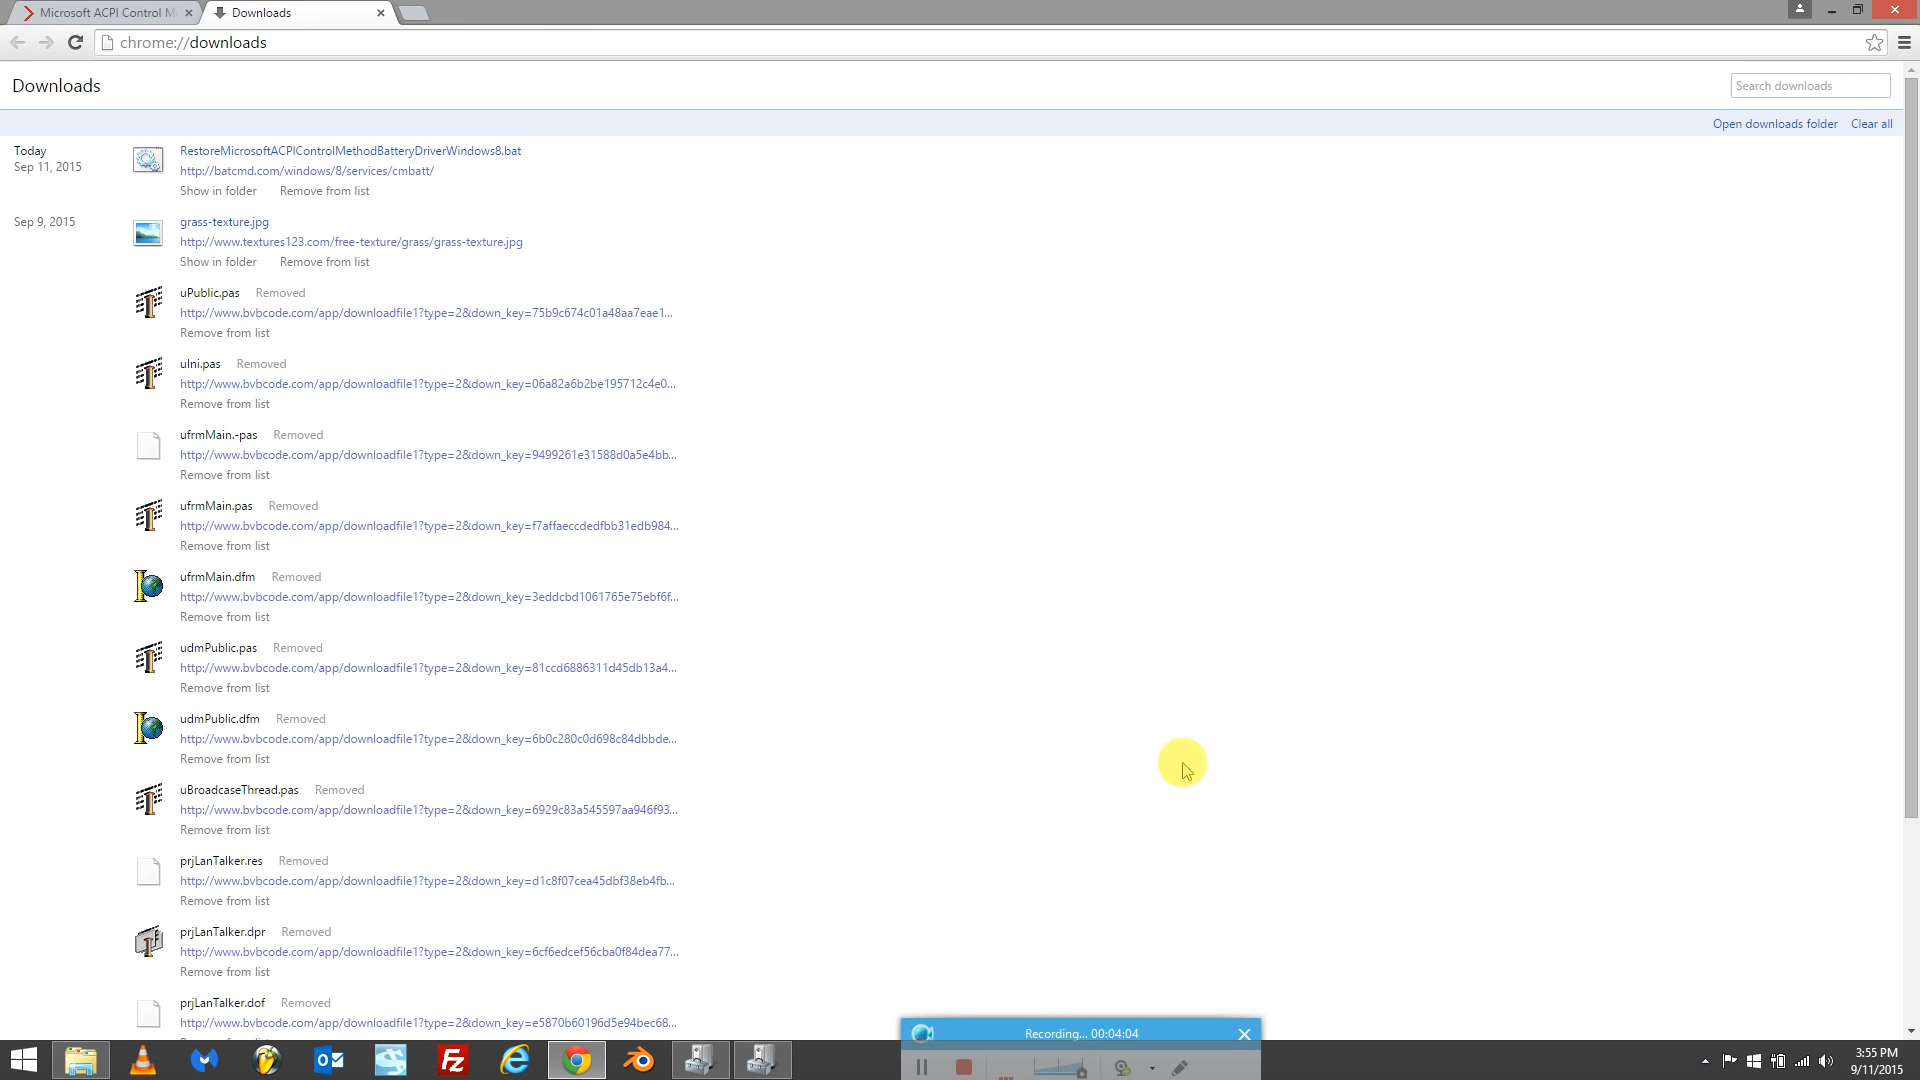 Microsoft ACPI Control M
Downloads
chrome://downloads
Downloads
Search downloads
Open downloads folder
Clear all
Today
Sep 11, 2015
RestoreMicrosoftACPIControlMethodBatteryDriverWindows8.bat
http://batcmd.com/windows/8/services/cmbatt/
Show in folder
Remove from list
Sep 9, 2015
grass-texture.jpg
http://www.textures123.com/free-texture/grass/grass-texture.jpg
Show in folder
Remove from list
uPublic.pas Removed
http://www.bvbcode.com/app/downloadfile1?type=2&down_key=75b9c674c01a48aa7eae1...
Remove from list
uIni.pas Removed
http://www.bvbcode.com/app/downloadfile1?type=2&down_key=06a82a6b2be195712c4e0...
Remove from list
ufrmMain.-pas Removed
http://www.bvbcode.com/app/downloadfile1?type=2&down_key=9499261e31588d0a5e4bb...
Remove from list
ufrmMain.pas Removed
http://www.bvbcode.com/app/downloadfile1?type=2&down_key=f7affaeccdedfbb31edb984...
Remove from list
ufrmMain.dfm Removed
http://www.bvbcode.com/app/downloadfile1?type=2&down_key=3eddcbd1061765e75ebf6f...
Remove from list
udmPublic.pas Removed
http://www.bvbcode.com/app/downloadfile1?type=2&down_key=81ccd6886311d45db13a4...
Remove from list
udmPublic.dfm Removed
http://www.bvbcode.com/app/downloadfile1?type=2&down_key=6b0c280c0d698c84dbbde...
Remove from list
uBroadcaseThread.pas Removed
http://www.bvbcode.com/app/downloadfile1?type=2&down_key=6929c83a545597aa946f93...
Remove from list
prjLanTalker.res Removed
http://www.bvbcode.com/app/downloadfile1?type=2&down_key=d1c8f07cea45dbf38eb4fb...
Remove from list
prjLanTalker.dpr Removed
http://www.bvbcode.com/app/downloadfile1?type=2&down_key=6cf6edcef56cba0f84dea77...
Remove from list
prjLanTalker.dof Removed
http://www.bvbcode.com/app/downloadfile1?type=2&down_key=e5870b60196d5e94bec68...
Recording... 00:04:04
3:55 PM
9/11/2015